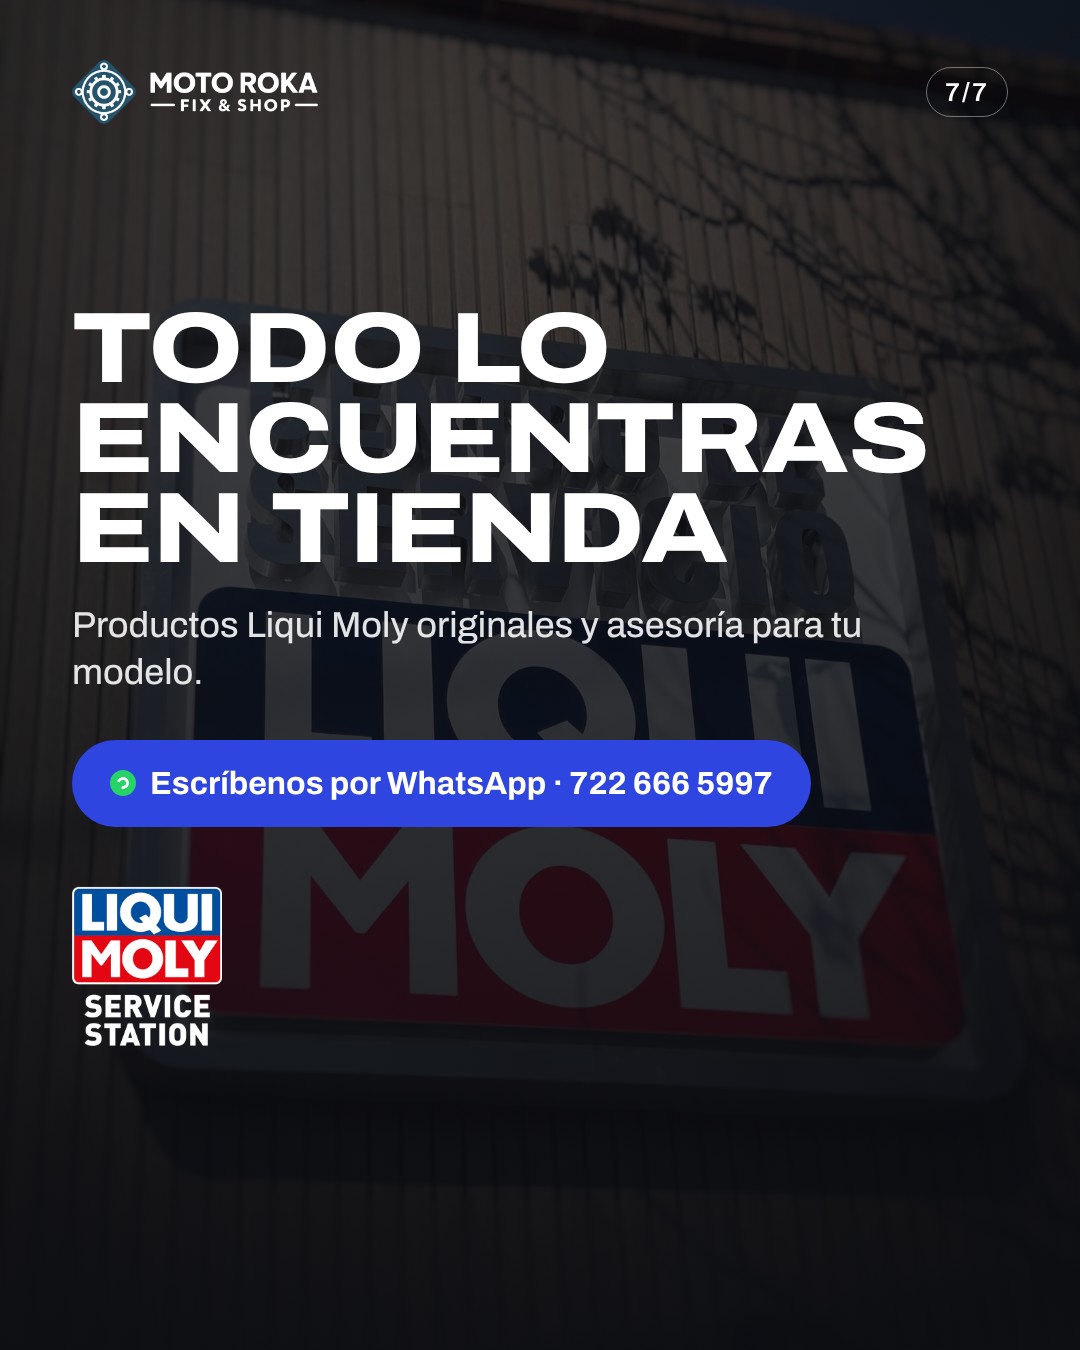 MOTO ROKA
FIX & SHOP
7/7
TODO LO
ENCUENTRAS
EN TIENDA
Productos Liqui Moly originales y asesoría para tu
modelo.
Escríbenos por WhatsApp · 722 666 5997
LIQUI
MOLY
SERVICE
STATION
SERVICIO
LIQUI
MOLY